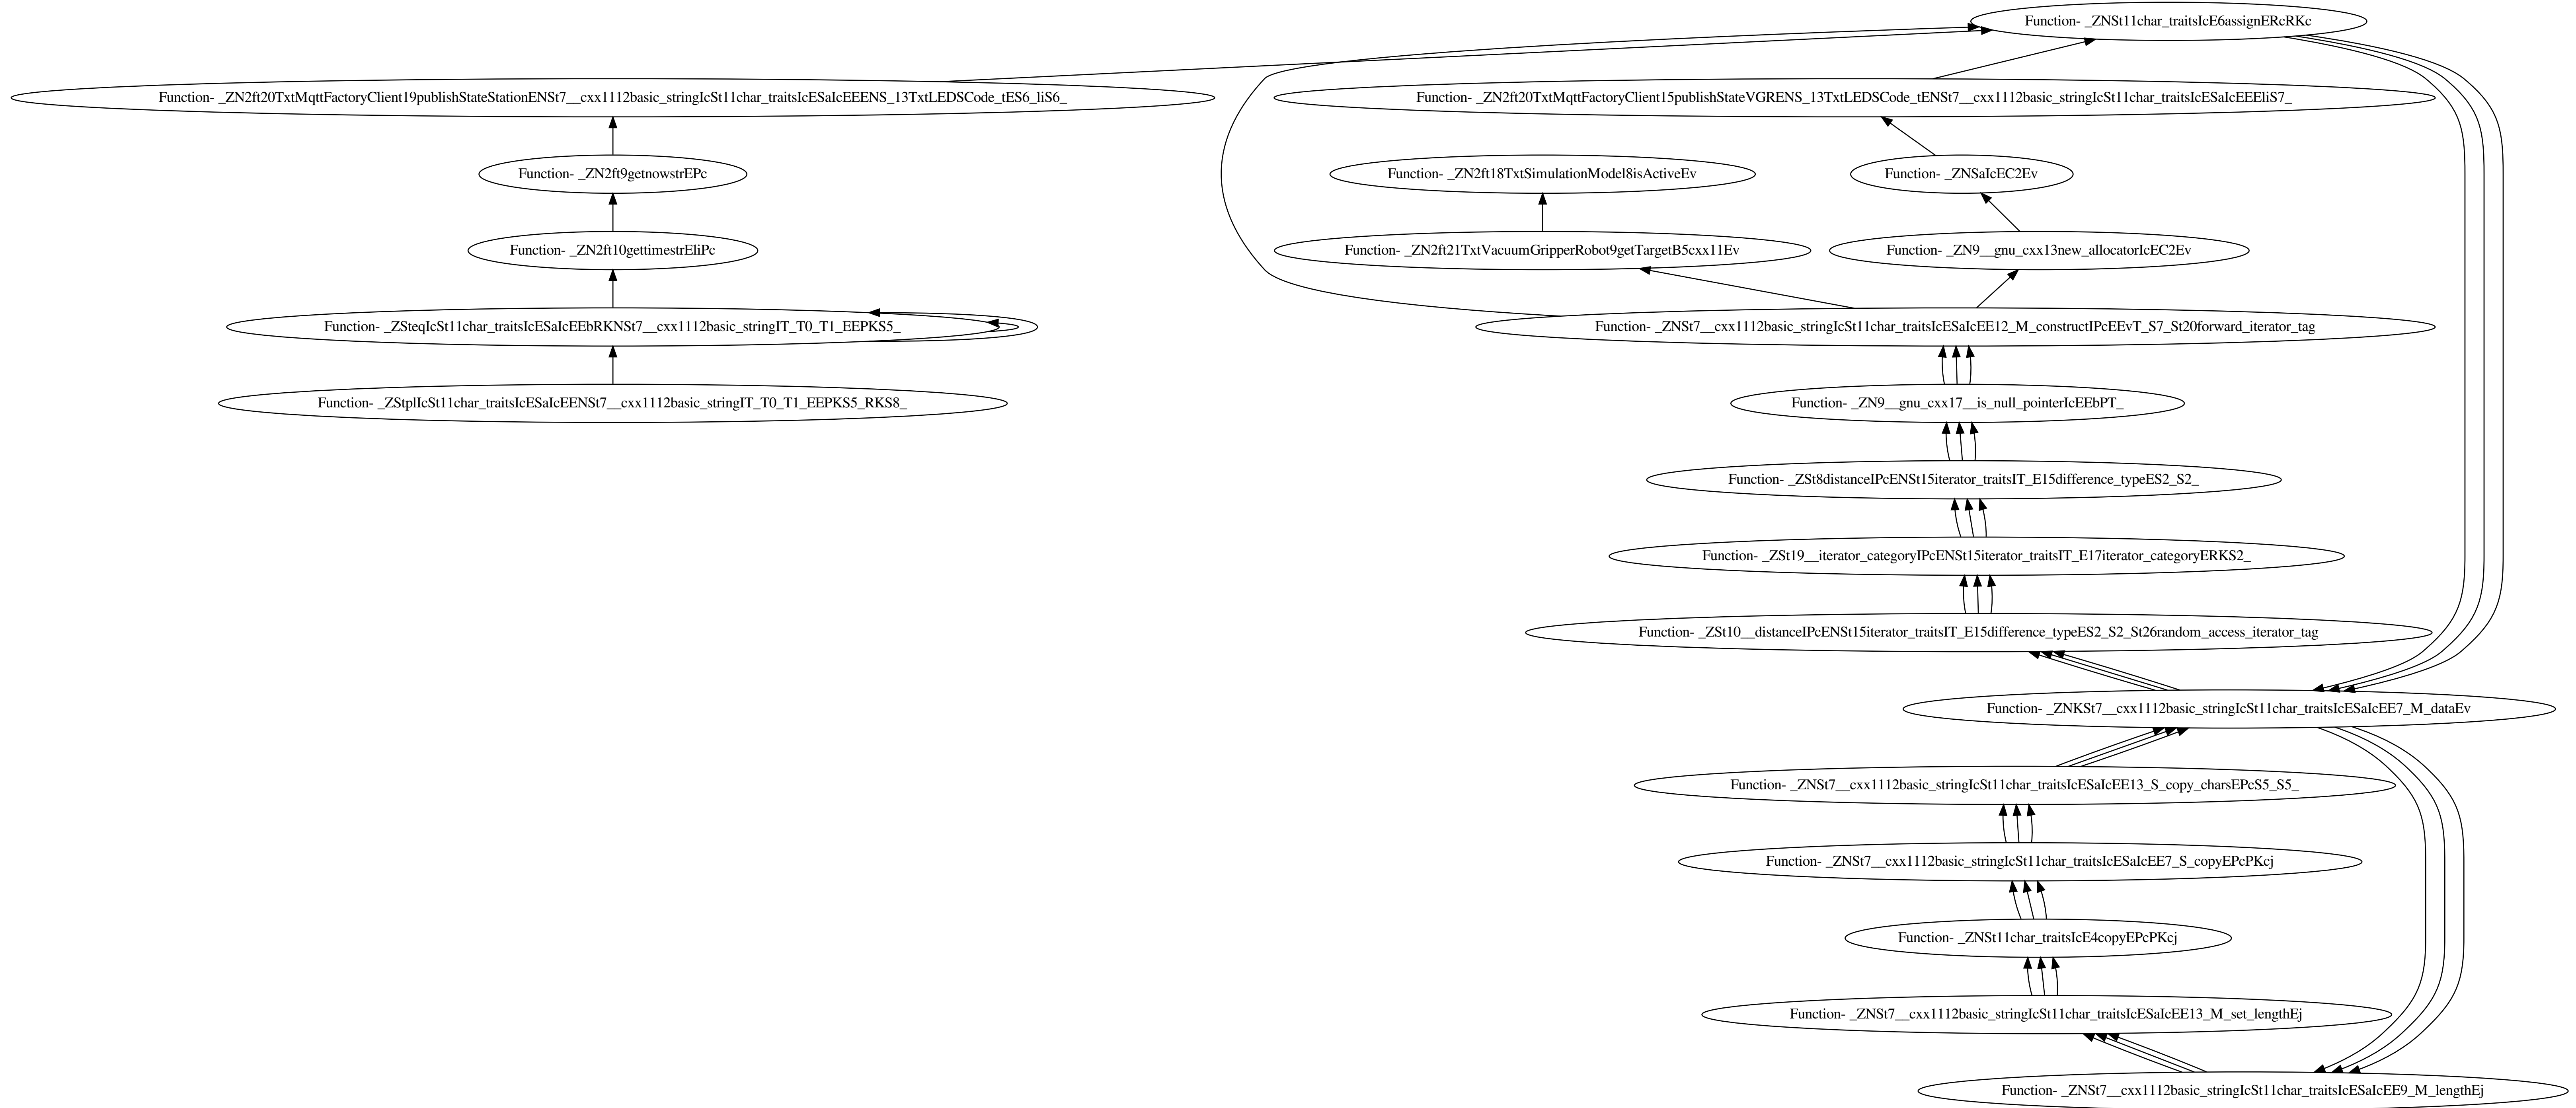 Function- _ZNSt11char_traitsIcE6assignERcRKc
Function- _ZN2ft20TxtMqttFactoryClient19publishStateStationENSt7__cxx1112basic_stringIcSt11char_traitsIcESaIcEEENS_13TxtLEDSCode_tES6_liS6_
Function- _ZN2ft20TxtMqttFactoryClient15publishStateVGRENS_13TxtLEDSCode_tENSt7__cxx1112basic_stringIcSt11char_traitsIcESaIcEEEliS7_
Function- _ZN2ft9getnowstrEPc
Function- _ZN2ft18TxtSimulationModel8isActiveEv
Function- _ZNSaIcEC2Ev
Function- _ZN2ft10gettimestrEliPc
Function- _ZN2ft21TxtVacuumGripperRobot9getTargetB5cxx11Ev
Function- _ZN9__gnu_cxx13new_allocatorIcEC2Ev
Function- _ZSteqIcSt11char_traitsIcESaIcEEbRKNSt7__cxx1112basic_stringIT_T0_T1_EEPKS5_
Function- _ZNSt7__cxx1112basic_stringIcSt11char_traitsIcESaIcEE12_M_constructIPcEEvT_S7_St20forward_iterator_tag
Function- _ZStplIcSt11char_traitsIcESaIcEENSt7__cxx1112basic_stringIT_T0_T1_EEPKS5_RKS8_
Function- _ZN9__gnu_cxx17__is_null_pointerIcEEbPT_
Function- _ZSt8distanceIPcENSt15iterator_traitsIT_E15difference_typeES2_S2_
Function- _ZSt19__iterator_categoryIPcENSt15iterator_traitsIT_E17iterator_categoryERKS2_
Function- _ZSt10__distanceIPcENSt15iterator_traitsIT_E15difference_typeES2_S2_St26random_access_iterator_tag
Function- _ZNKSt7__cxx1112basic_stringIcSt11char_traitsIcESaIcEE7_M_dataEv
Function- _ZNSt7__cxx1112basic_stringIcSt11char_traitsIcESaIcEE13_S_copy_charsEPcS5_S5_
Function- _ZNSt7__cxx1112basic_stringIcSt11char_traitsIcESaIcEE7_S_copyEPcPKcj
Function- _ZNSt11char_traitsIcE4copyEPcPKcj
Function- _ZNSt7__cxx1112basic_stringIcSt11char_traitsIcESaIcEE13_M_set_lengthEj
Function- _ZNSt7__cxx1112basic_stringIcSt11char_traitsIcESaIcEE9_M_lengthEj